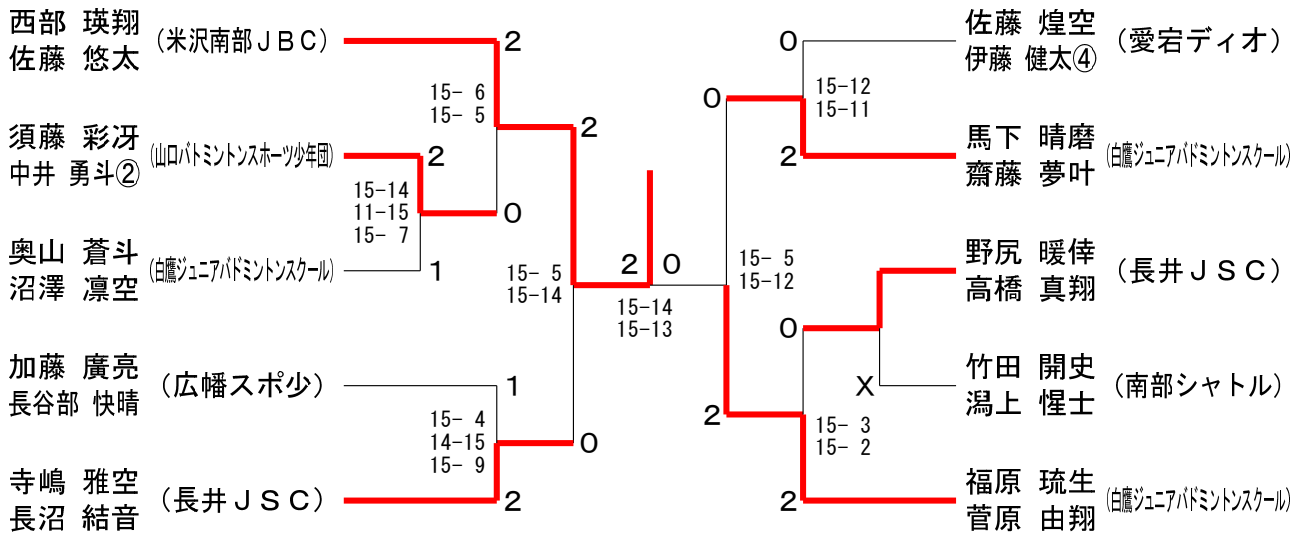 西部 瑛翔
佐藤 悠太
(米沢南部ＪＢＣ)
2
15- 6
15- 5
須藤 彩冴
中井 勇斗②
(山口バトミントンスポーツ少年団)
2
15-14
11-15
15- 7
0
奥山 蒼斗
沼澤 凛空
(白鷹ジュニアバドミントンスクール)
1
2
15- 5
15-14
加藤 廣亮
長谷部 快晴
(広幡スポ少)
1
15- 4
14-15
15- 9
0
寺嶋 雅空
長沼 結音
(長井ＪＳＣ)
2
2
0
15-14
15-13
0
佐藤 煌空
伊藤 健太④
(愛宕ディオ)
15-12
15-11
0
2
馬下 晴磨
齋藤 夢叶
(白鷹ジュニアバドミントンスクール)
15- 5
15-12
野尻 暖倖
高橋 真翔
(長井ＪＳＣ)
0
X
竹田 開史
潟上 惺士
(南部シャトル)
2
15- 3
15- 2
2
福原 琉生
菅原 由翔
(白鷹ジュニアバドミントンスクール)